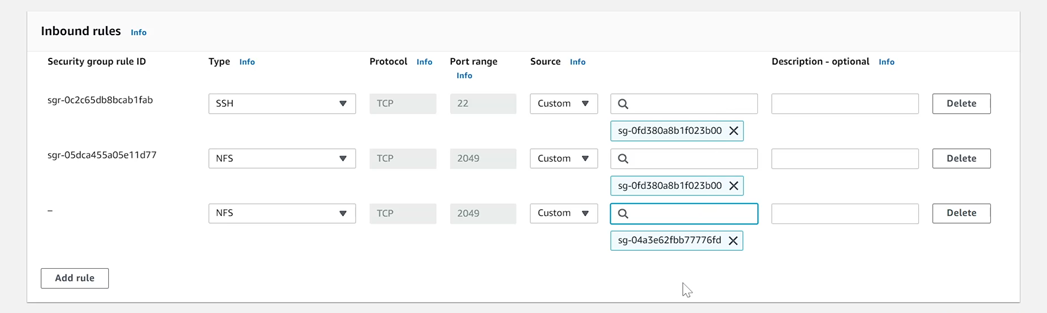 Inbound rules Info
Security group rule ID Type Info Protocol Info Port range Info Source Info Description - optional Info
sgr-0c2c65db8bcab1fab SSH TCP 22 Custom Delete
sg-0fd380a8b1f023b00
sgr-05dca455a05e11d77 NFS TCP 2049 Custom Delete
sg-0fd380a8b1f023b00
– NFS TCP 2049 Custom Delete
sg-04a3e62fbb77776fd
Add rule